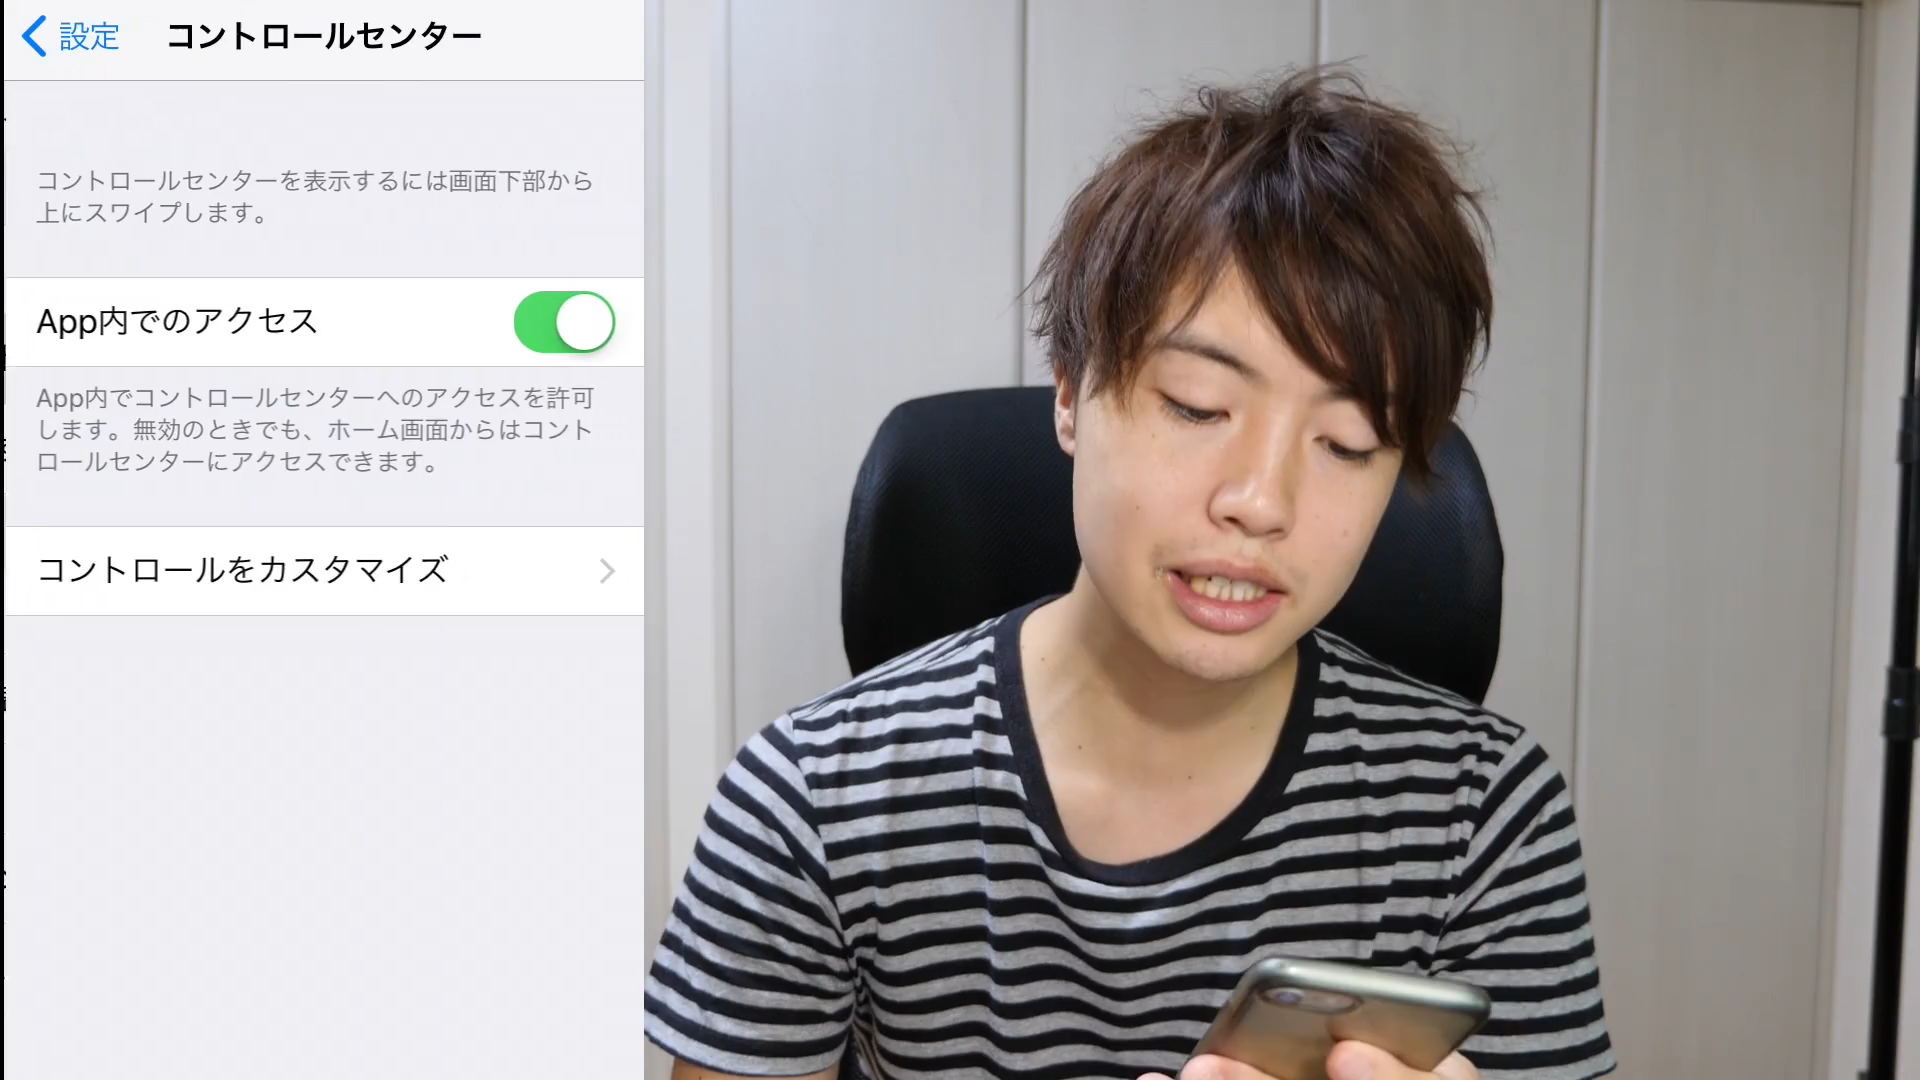 設定
コントロールセンター
コントロールセンターを表示するには画面下部から
上にスワイプします。
App内でのアクセス
App内でコントロールセンターへのアクセスを許可
します。無効のときでも、ホーム画面からはコント
ロールセンターにアクセスできます。
コントロールをカスタマイズ